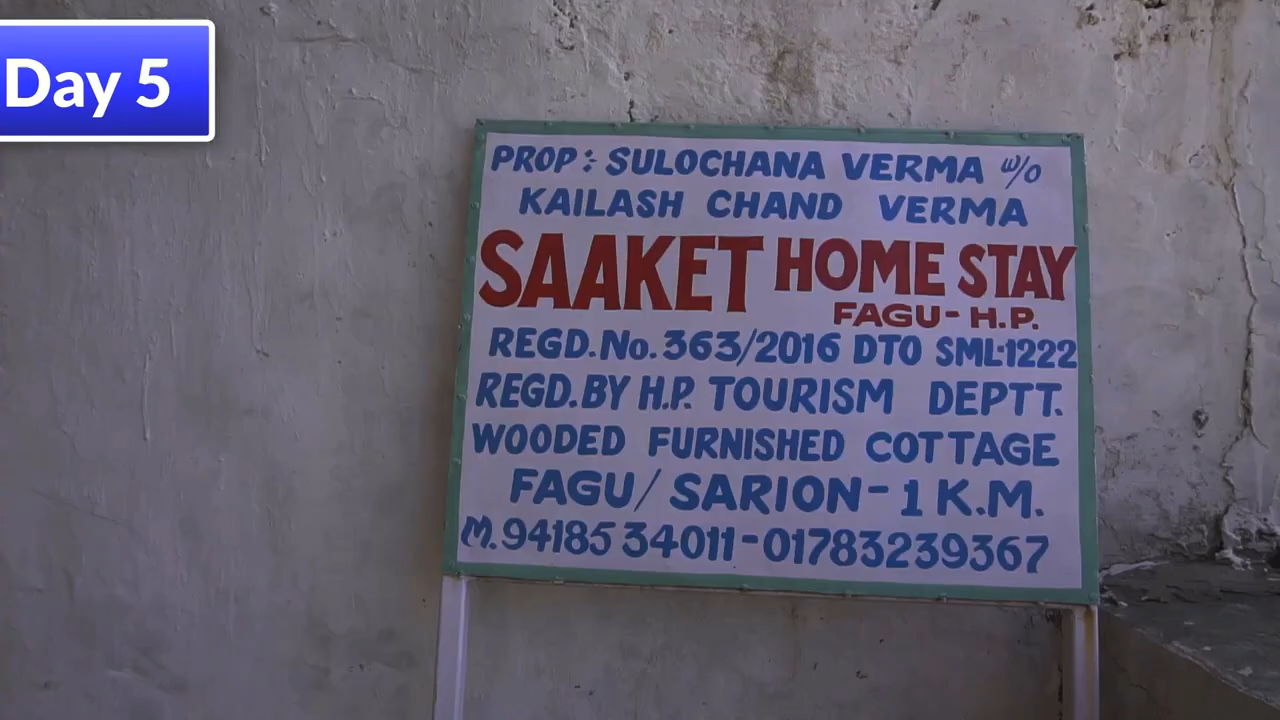 Day 5
PROP:- SULOCHANA VERMA W/O
KAILASH CHAND VERMA
SAAKET HOME STAY
FAGU- H.P.
REGD.No.363/2016 DTO SML-1222
REGD.BY H.P. TOURISM DEPTT.
WOODED FURNISHED COTTAGE
FAGU/ SARION-1 K.M.
M.94185 34011-01783239367